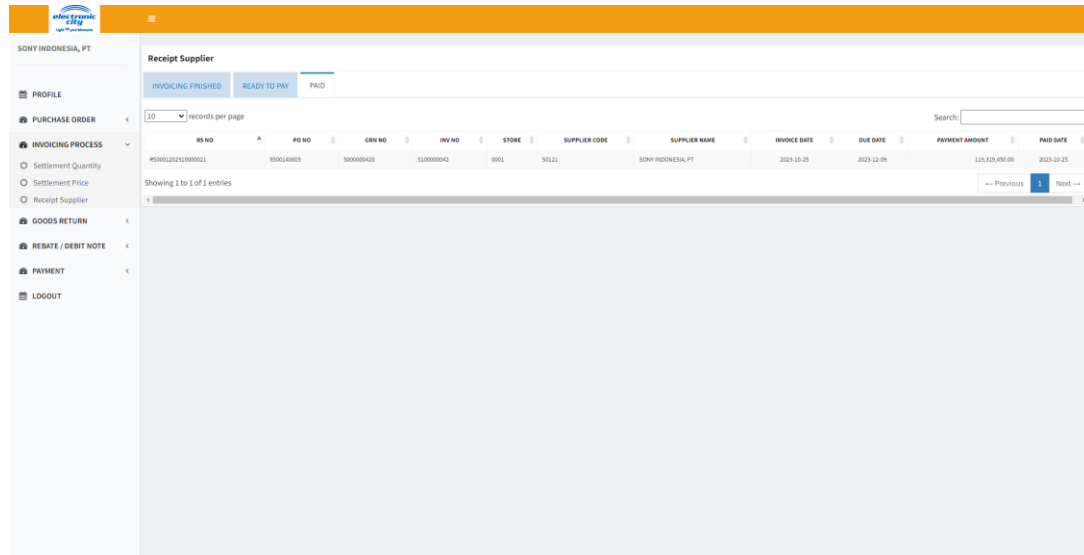 electronic
city
Light Up your Moments
SONY INDONESIA, PT
PROFILE
PURCHASE ORDER
INVOICING PROCESS
Settlement Quantity
Settlement Price
Receipt Supplier
GOODS RETURN
REBATE / DEBIT NOTE
PAYMENT
LOGOUT
Receipt Supplier
INVOICING FINISHED READY TO PAY PAID
10 records per page Search:
RS NO PO NO GRN NO INV NO STORE SUPPLIER CODE SUPPLIER NAME INVOICE DATE DUE DATE PAYMENT AMOUNT PAID DATE
RS0001202310000021 8500140603 5000000420 5100000042 0001 50121 SONY INDONESIA, PT 2023-10-25 2023-12-09 119,319,450.00 2023-10-25
Showing 1 to 1 of 1 entries ← Previous 1 Next →